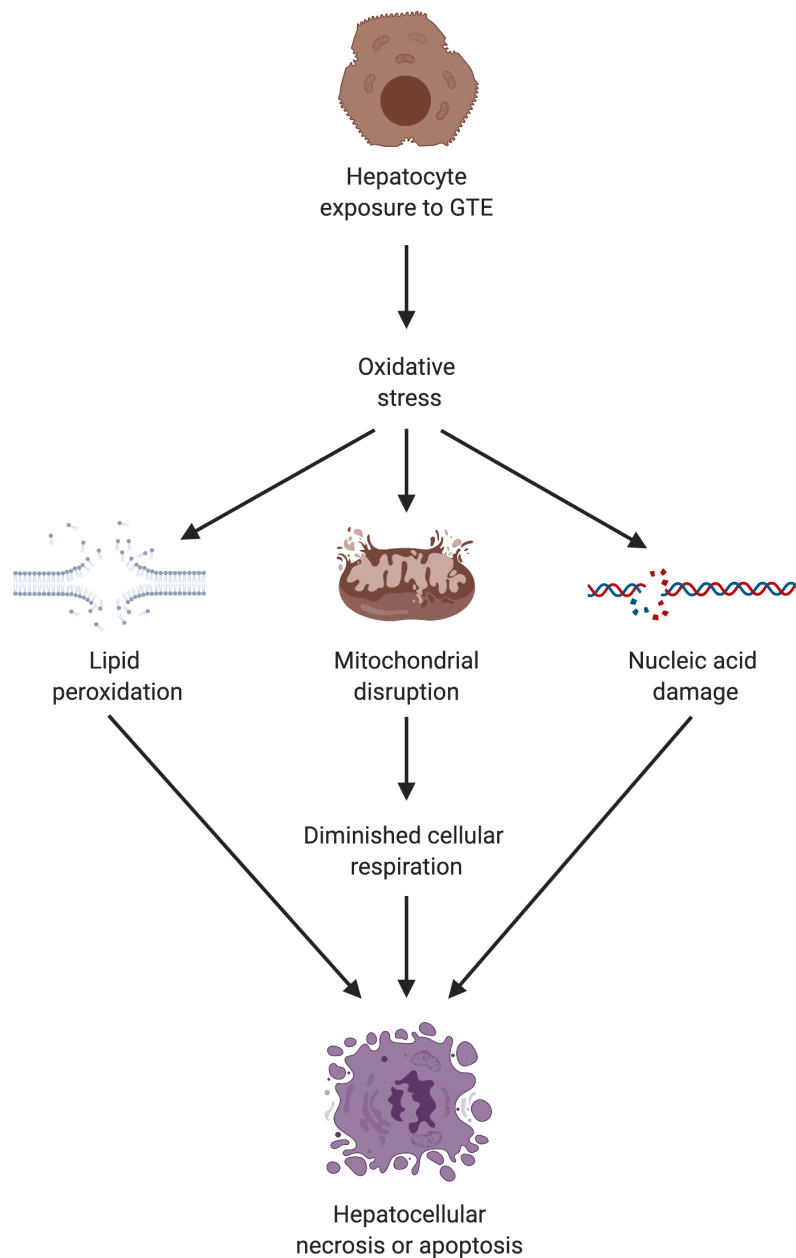 Hepatocyte
exposure to GTE
Oxidative
stress
Lipid
peroxidation
Mitochondrial
disruption
Nucleic acid
damage
Diminished cellular
respiration
Hepatocellular
necrosis or apoptosis